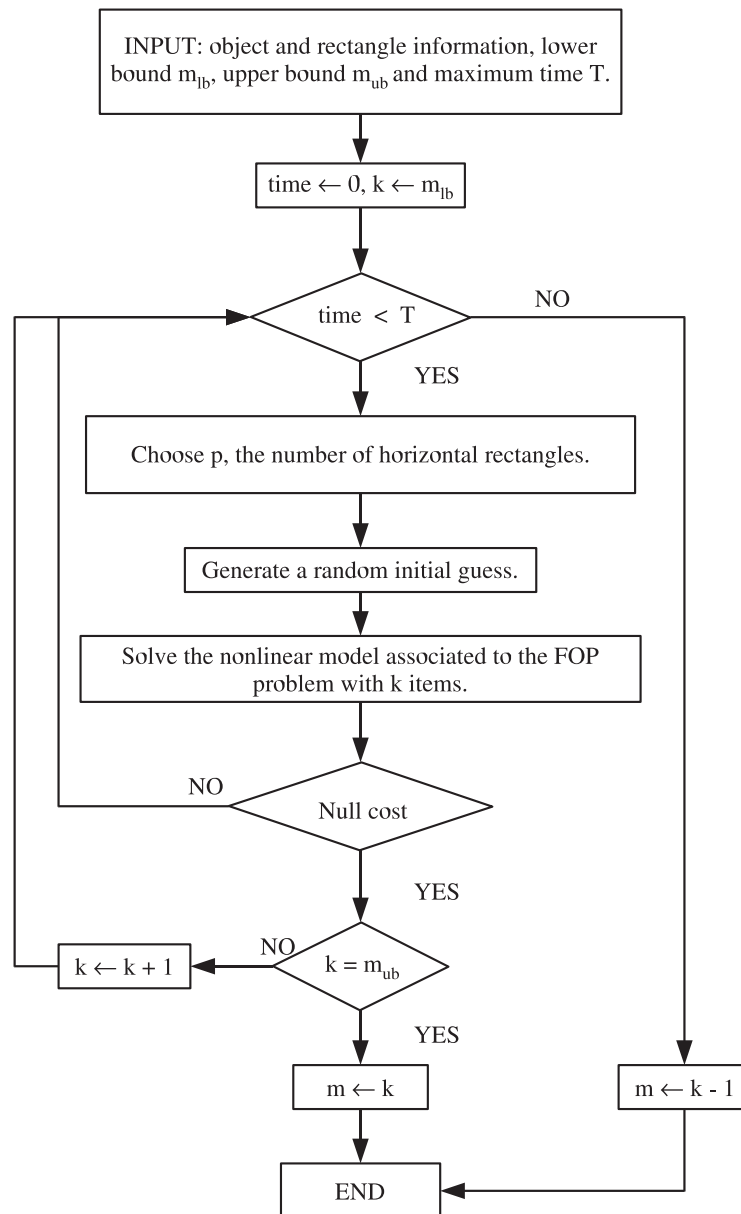 INPUT: object and rectangle information, lower
bound m_lb, upper bound m_ub and maximum time T.
time ← 0, k ← m_lb
time < T
NO
YES
Choose p, the number of horizontal rectangles.
Generate a random initial guess.
Solve the nonlinear model associated to the FOP
problem with k items.
NO
Null cost
YES
NO
k ← k + 1
k = m_ub
YES
m ← k
m ← k - 1
END